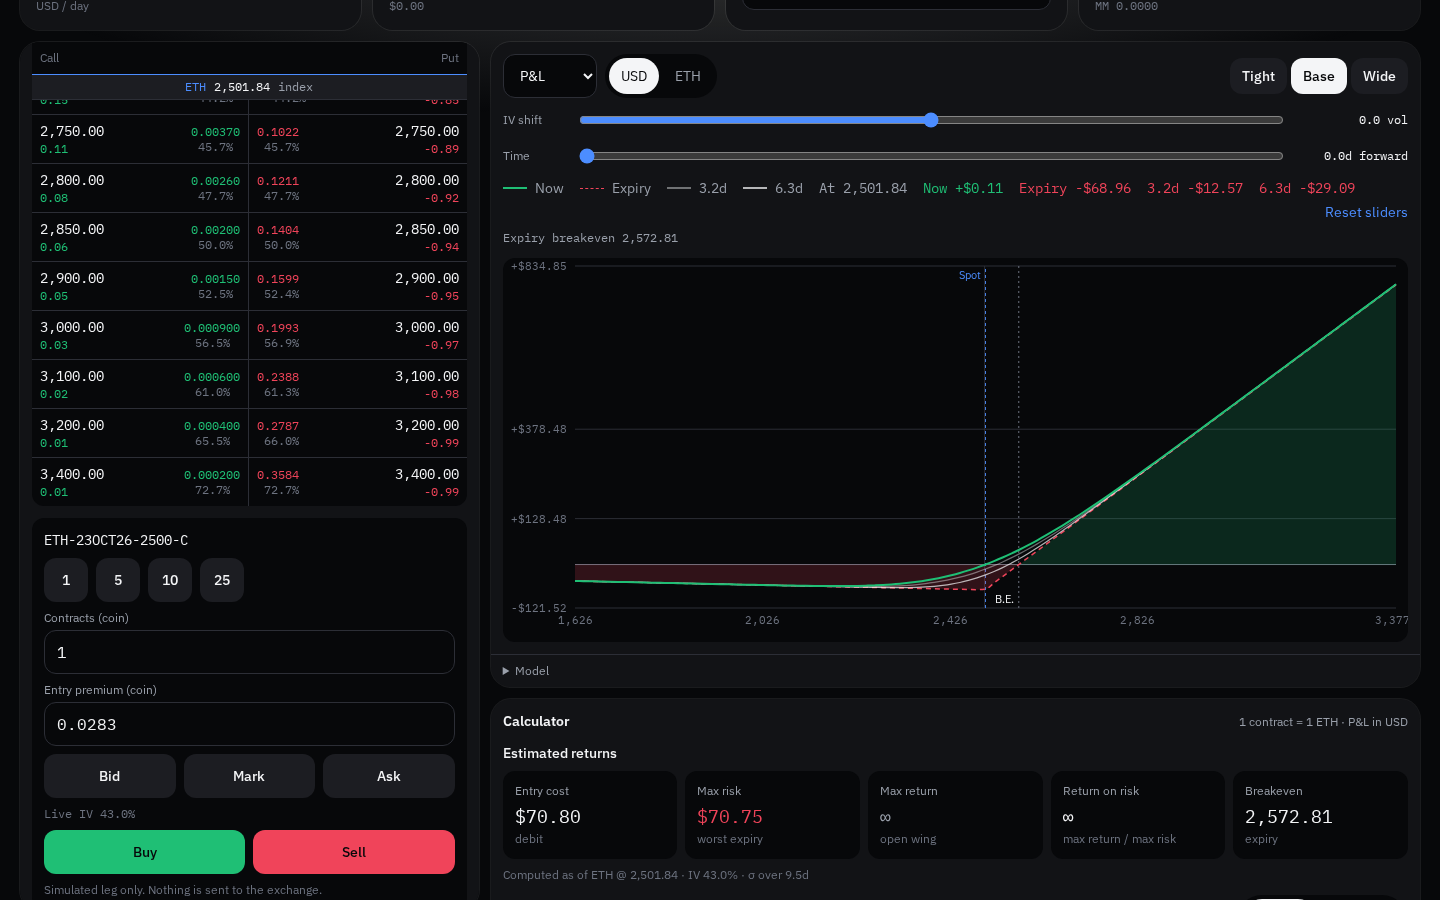 USD / day
$0.00
MM 0.0000
Call Put
ETH 2,501.84 index
2,750.00 0.00370 0.1022 2,750.00
0.11 45.7% 45.7% -0.89
2,800.00 0.00260 0.1211 2,800.00
0.08 47.7% 47.7% -0.92
2,850.00 0.00200 0.1404 2,850.00
0.06 50.0% 50.0% -0.94
2,900.00 0.00150 0.1599 2,900.00
0.05 52.5% 52.4% -0.95
3,000.00 0.000900 0.1993 3,000.00
0.03 56.5% 56.9% -0.97
3,100.00 0.000600 0.2388 3,100.00
0.02 61.0% 61.3% -0.98
3,200.00 0.000400 0.2787 3,200.00
0.01 65.5% 66.0% -0.99
3,400.00 0.000200 0.3584 3,400.00
0.01 72.7% 72.7% -0.99
ETH-23OCT26-2500-C
1 5 10 25
Contracts (coin)
1
Entry premium (coin)
0.0283
Bid Mark Ask
Live IV 43.0%
Buy Sell
Simulated leg only. Nothing is sent to the exchange.
P&L USD ETH Tight Base Wide
IV shift 0.0 vol
Time 0.0d forward
Now Expiry 3.2d 6.3d At 2,501.84 Now +$0.11 Expiry -$68.96 3.2d -$12.57 6.3d -$29.09
Reset sliders
Expiry breakeven 2,572.81
+$834.85
Spot
+$378.48
+$128.48
B.E.
-$121.52
1,626 2,026 2,426 2,826 3,377
▶ Model
Calculator 1 contract = 1 ETH · P&L in USD
Estimated returns
Entry cost Max risk Max return Return on risk Breakeven
$70.80 $70.75 ∞ ∞ 2,572.81
debit worst expiry open wing max return / max risk expiry
Computed as of ETH @ 2,501.84 · IV 43.0% · σ over 9.5d